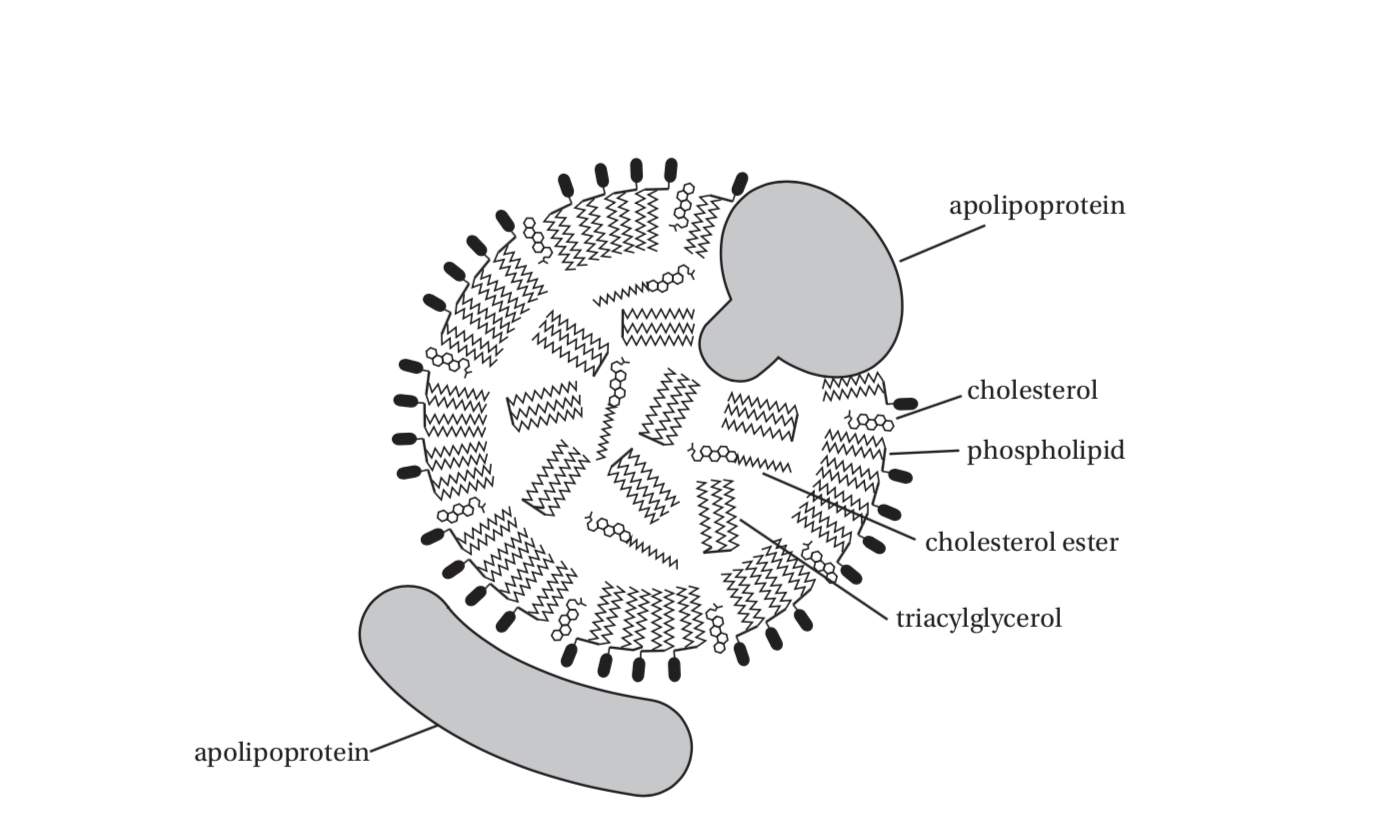 apolipoprotein
cholesterol
phospholipid
cholesterol ester
triacylglycerol
apolipoprotein